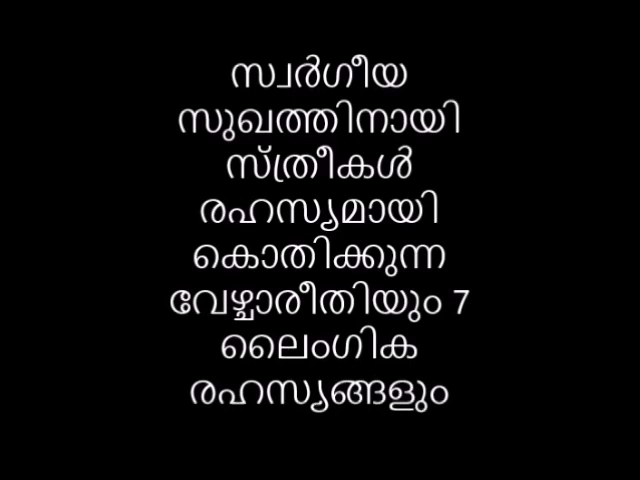 സ്വർഗീയ
സുഖത്തിനായി
സ്ത്രീകൾ
രഹസ്യമായി
കൊതിക്കുന്ന
വേഴ്ചാരീതിയും 7
ലൈംഗിക
രഹസ്യങ്ങളും